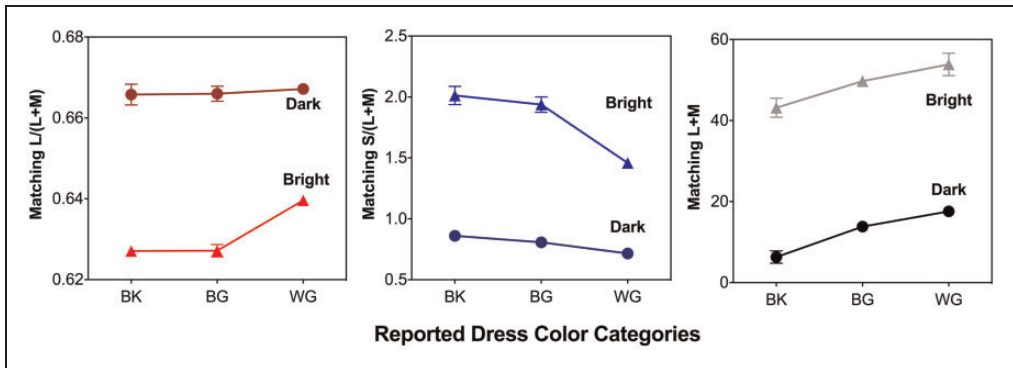 Matching L/(L+M)
0.68
0.66
0.64
0.62
Dark
Bright
BK BG WG
Matching S/(L+M)
2.5
2.0
1.5
1.0
0.5
Bright
Dark
BK BG WG
Matching L+M
60
40
20
0
Bright
Dark
BK BG WG
Reported Dress Color Categories